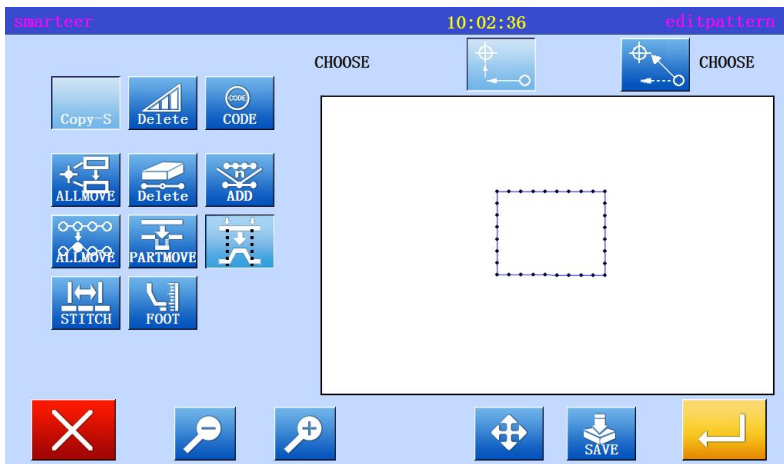 smarteer 10:02:36 editpattern
CHOOSE CHOOSE
Copy-S Delete CODE CODE
ALLMOVE Delete n ADD
ALLMOVE PARTMOVE
STITCH FOOT
SAVE